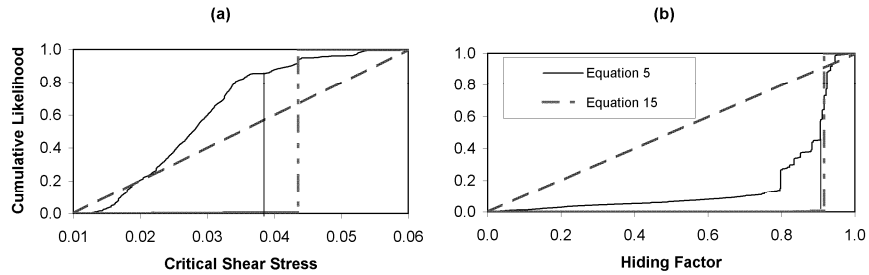 (a)
Cumulative Likelihood
1.0
0.8
0.6
0.4
0.2
0.0
0.01 0.02 0.03 0.04 0.05 0.06
Critical Shear Stress
(b)
1.0
0.8
0.6
0.4
0.2
0.0
Equation 5
Equation 15
0.0 0.2 0.4 0.6 0.8 1.0
Hiding Factor